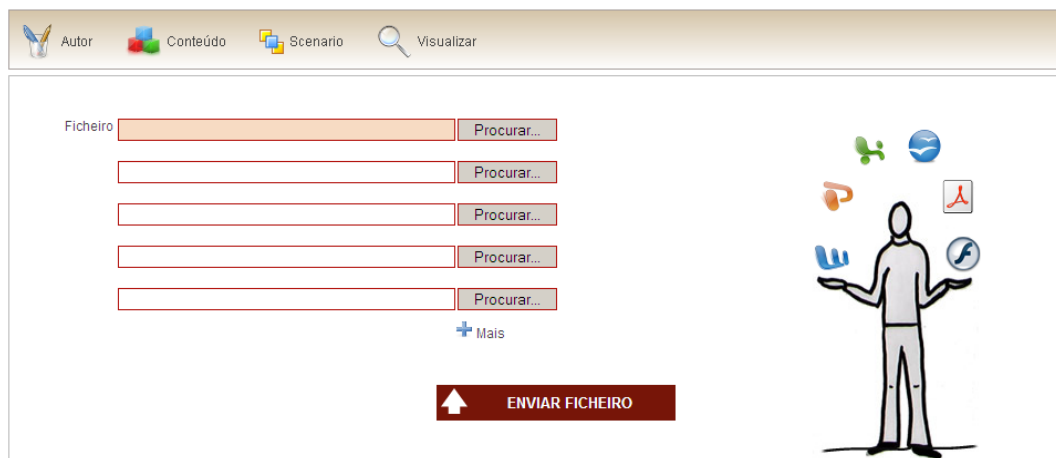 Autor Conteúdo Scenario Visualizar
Ficheiro Procurar...
Procurar...
Procurar...
Procurar...
Procurar...
Mais
ENVIAR FICHEIRO